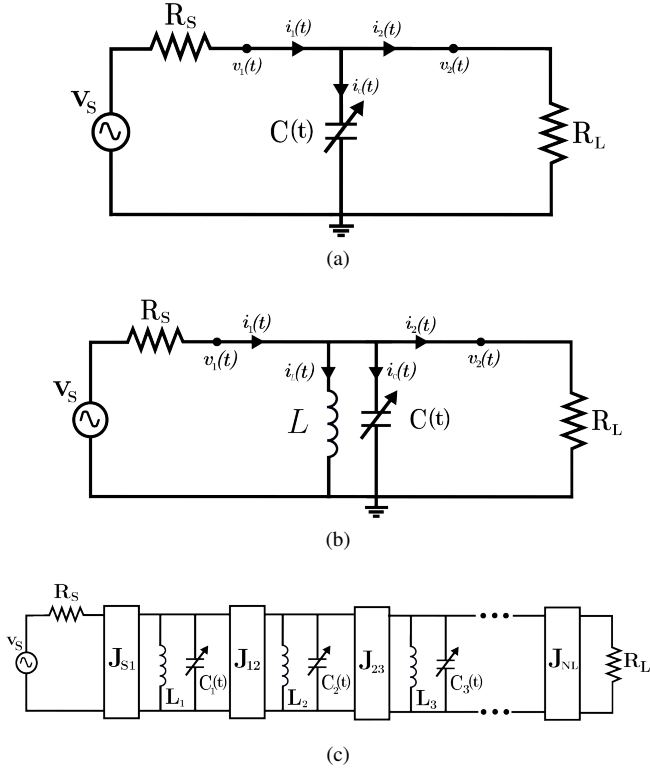 R_S i_1(t) i_2(t)
v_1(t) v_2(t)
v_S i_c(t)
C(t) R_L
(a)
R_S i_1(t) i_2(t)
v_1(t) v_2(t)
v_S i_L(t) i_c(t)
L C(t) R_L
(b)
R_S
v_S J_S1 L_1 C_1(t) J_12 L_2 C_2(t) J_23 L_3 C_3(t) J_NL R_L
(c)